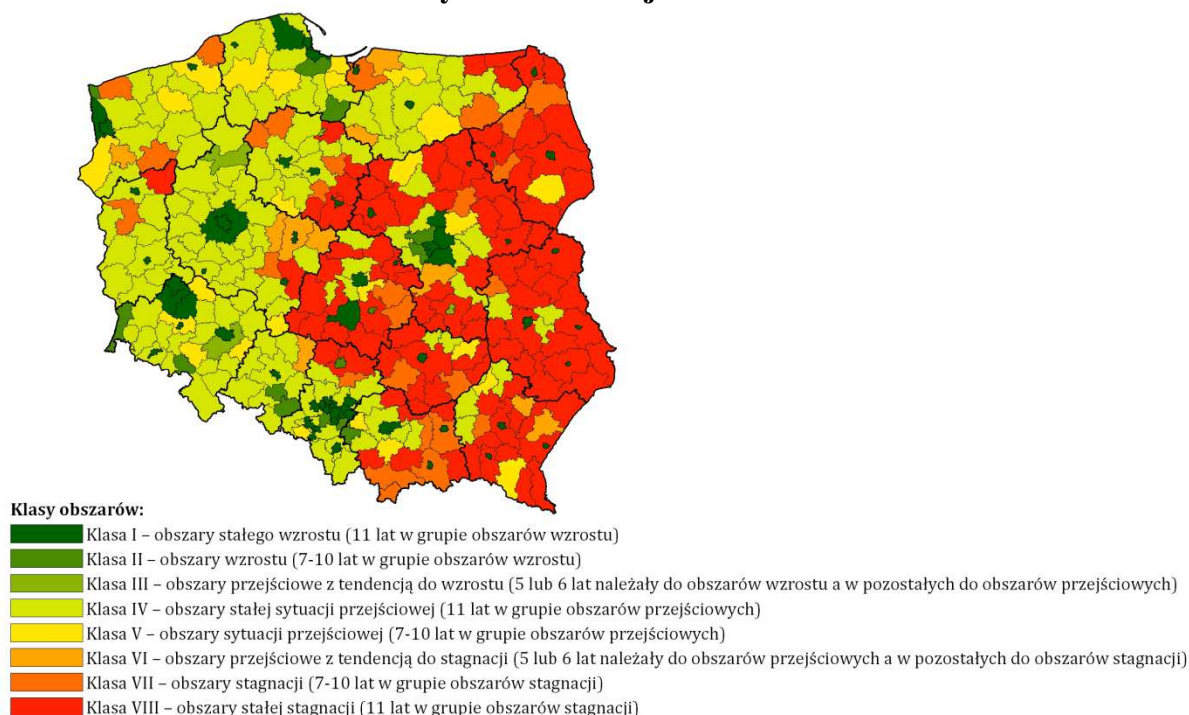 Klasy obszarów:
Klasa I – obszary stałego wzrostu (11 lat w grupie obszarów wzrostu)
Klasa II – obszary wzrostu (7-10 lat w grupie obszarów wzrostu)
Klasa III – obszary przejściowe z tendencją do wzrostu (5 lub 6 lat należały do obszarów wzrostu a w pozostałych do obszarów przejściowych)
Klasa IV – obszary stałej sytuacji przejściowej (11 lat w grupie obszarów przejściowych)
Klasa V – obszary sytuacji przejściowej (7-10 lat w grupie obszarów przejściowych)
Klasa VI – obszary przejściowe z tendencją do stagnacji (5 lub 6 lat należały do obszarów przejściowych a w pozostałych do obszarów stagnacji)
Klasa VII – obszary stagnacji (7-10 lat w grupie obszarów stagnacji)
Klasa VIII – obszary stałej stagnacji (11 lat w grupie obszarów stagnacji)